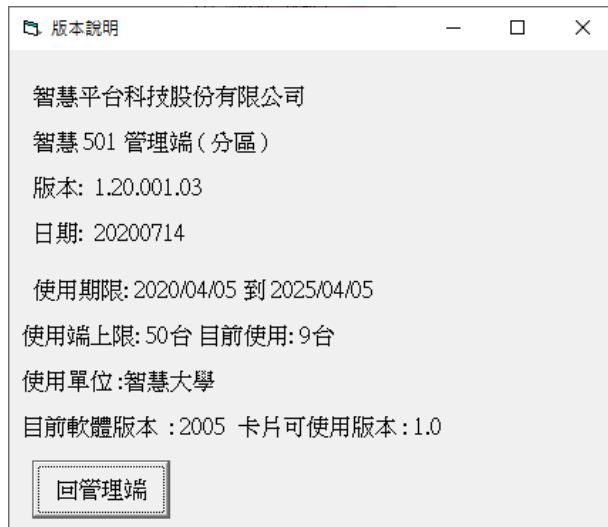 版本說明
智慧平台科技股份有限公司
智慧501 管理端 ( 分區 )
版本: 1.20.001.03
日期: 20200714
使用期限: 2020/04/05 到 2025/04/05
使用端上限: 50台 目前使用: 9台
使用單位 :智慧大學
目前軟體版本 : 2005 卡片可使用版本 : 1.0
回管理端